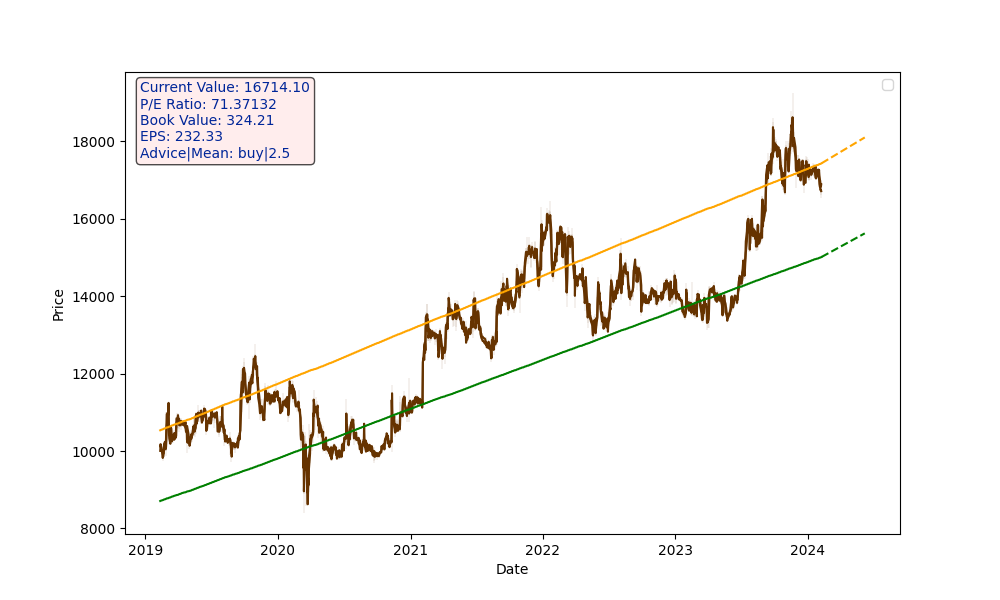 Current Value: 16714.10
P/E Ratio: 71.37132
Book Value: 324.21
EPS: 232.33
Advice|Mean: buy|2.5
18000
16000
14000
12000
10000
8000
Price
2019 2020 2021 2022 2023 2024
Date